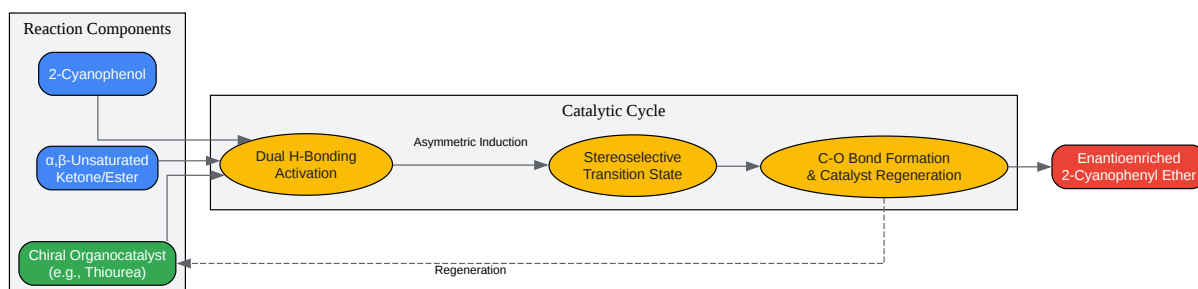 Reaction Components
2-Cyanophenol
α,β-Unsaturated
Ketone/Ester
Chiral Organocatalyst
(e.g., Thiourea)
Catalytic Cycle
Dual H-Bonding
Activation
Asymmetric Induction
Stereoselective
Transition State
C-O Bond Formation
& Catalyst Regeneration
Regeneration
Enantioenriched
2-Cyanophenyl Ether